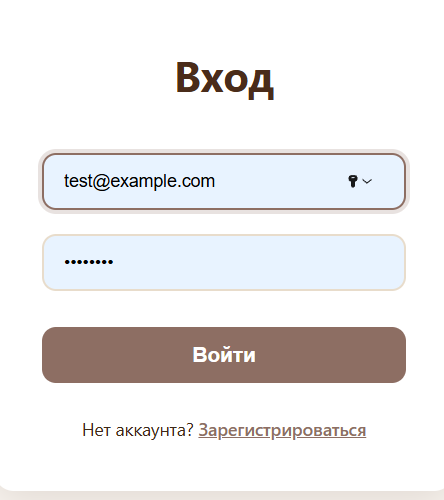 Вход
test@example.com
••••••••
Войти
Нет аккаунта? Зарегистрироваться